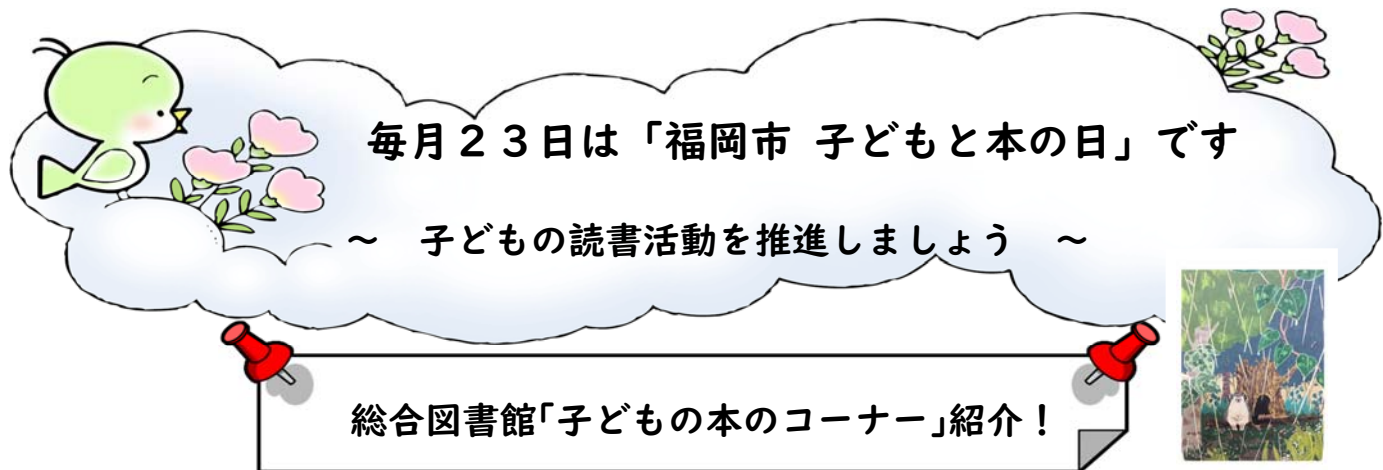 毎月２３日は「福岡市 子どもと本の日」です
～　子どもの読書活動を推進しましょう　～
総合図書館｢子どもの本のコーナー｣紹介！